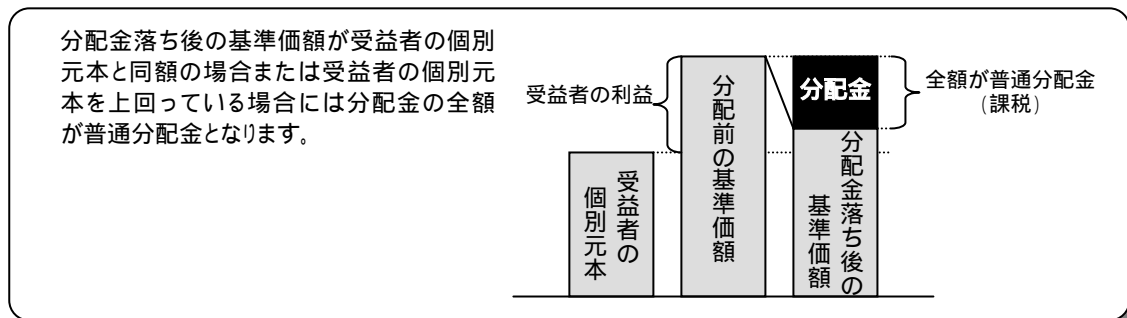 分配金落ち後の基準価額が受益者の個別
元本と同額の場合または受益者の個別元
本を上回っている場合には分配金の全額
が普通分配金となります。
受益者の利益
受益者の
個別元本
分配前の基準価額
分配金
分配金落ち後の
基準価額
全額が普通分配金
(課税)